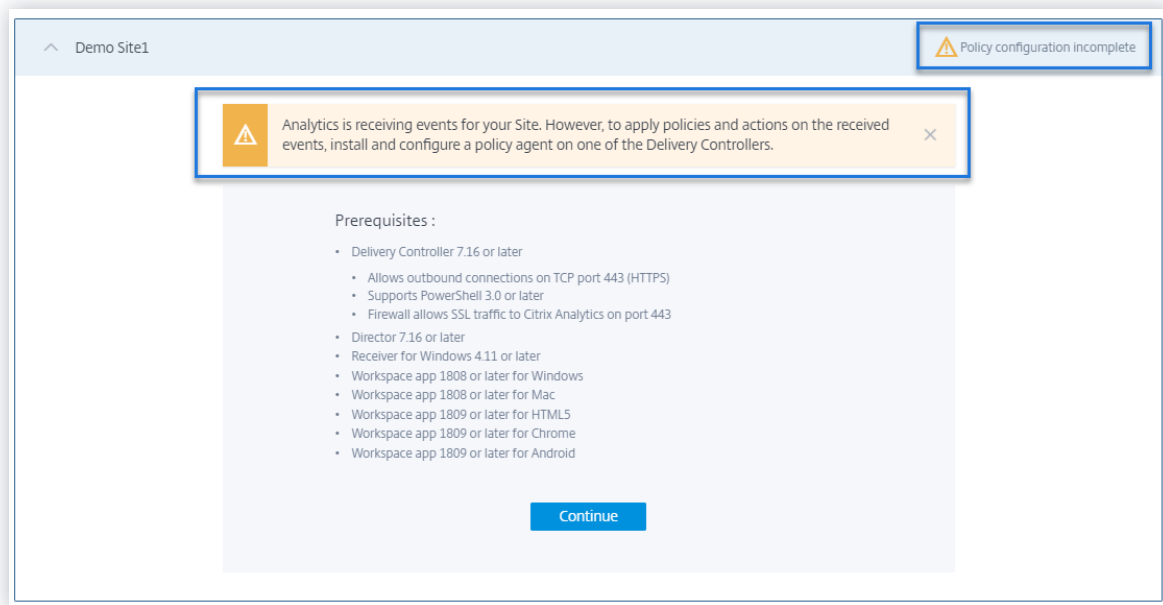 Demo Site1
Policy configuration incomplete
Analytics is receiving events for your Site. However, to apply policies and actions on the received
events, install and configure a policy agent on one of the Delivery Controllers.
Prerequisites :
• Delivery Controller 7.16 or later
• Allows outbound connections on TCP port 443 (HTTPS)
• Supports PowerShell 3.0 or later
• Firewall allows SSL traffic to Citrix Analytics on port 443
• Director 7.16 or later
• Receiver for Windows 4.11 or later
• Workspace app 1808 or later for Windows
• Workspace app 1808 or later for Mac
• Workspace app 1809 or later for HTML5
• Workspace app 1809 or later for Chrome
• Workspace app 1809 or later for Android
Continue